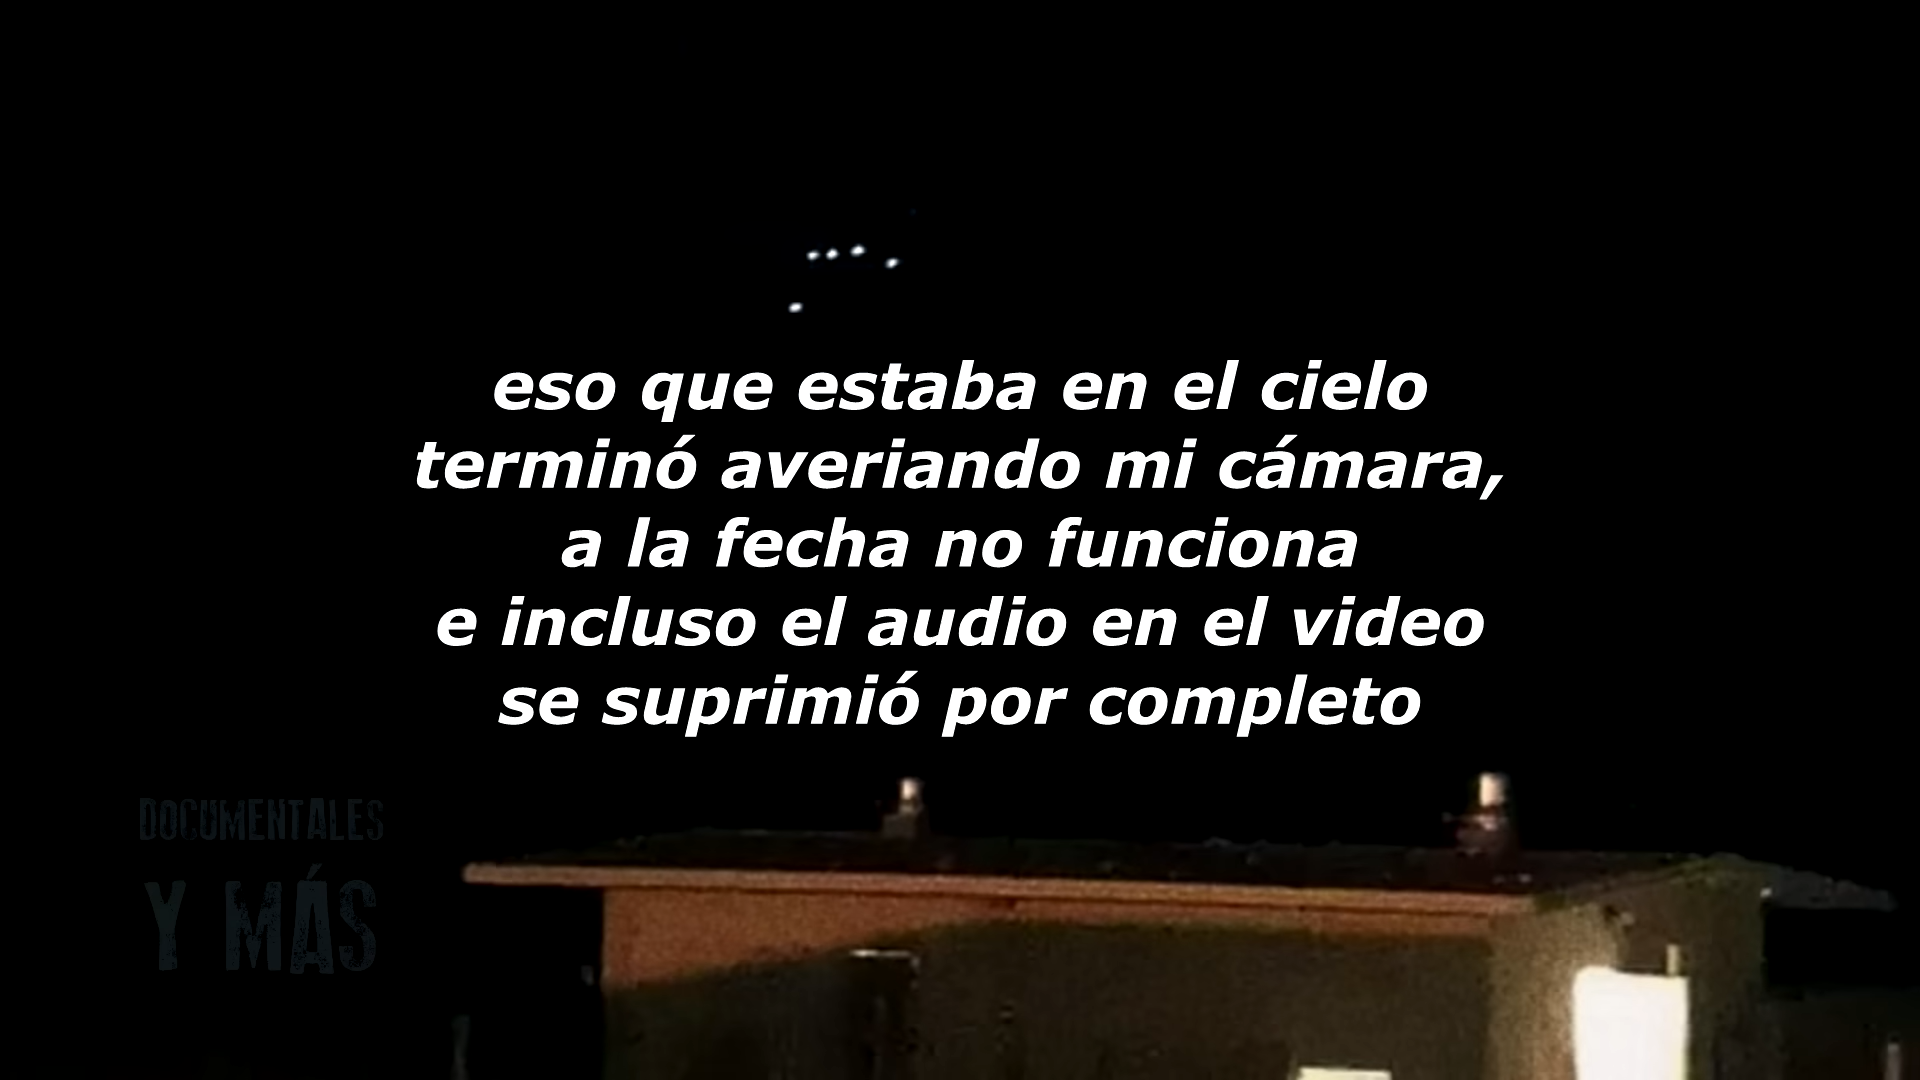 eso que estaba en el cielo
terminó averiando mi cámara,
a la fecha no funciona
e incluso el audio en el video
se suprimió por completo
DOCUMENTALES
Y MÁS